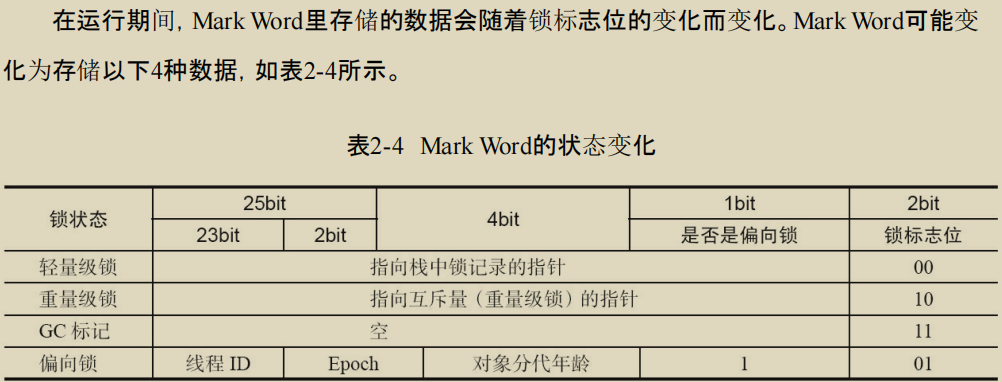 在运行期间，Mark Word里存储的数据会随着锁标志位的变化而变化。Mark Word可能变
化为存储以下4种数据，如表2-4所示。
表2-4 Mark Word的状态变化
锁状态 25bit 4bit 1bit 2bit
23bit 2bit 是否是偏向锁 锁标志位
轻量级锁 指向栈中锁记录的指针 00
重量级锁 指向互斥量（重量级锁）的指针 10
GC 标记 空 11
偏向锁 线程 ID Epoch 对象分代年龄 1 01